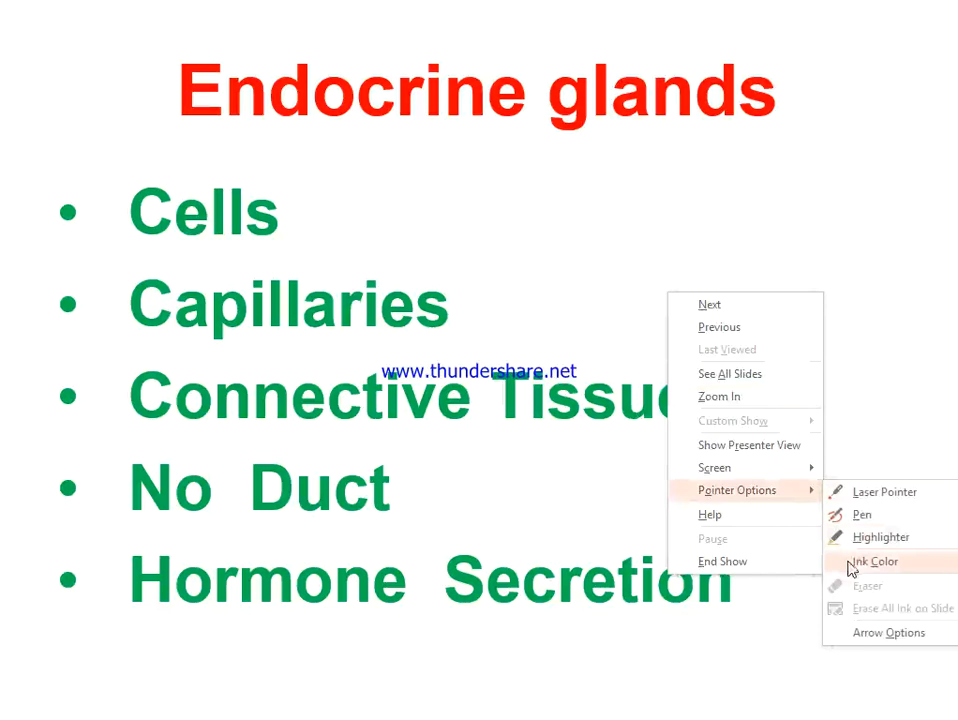 Endocrine glands
• Cells
• Capillaries
www.thundershare.net
• Connective Tissue
• No Duct
• Hormone Secretion
Next
Previous
Last Viewed
See All Slides
Zoom In
Custom Show
Show Presenter View
Screen
Pointer Options
Help
Pause
End Show
Laser Pointer
Pen
Highlighter
Ink Color
Eraser
Erase All Ink on Slide
Arrow Options